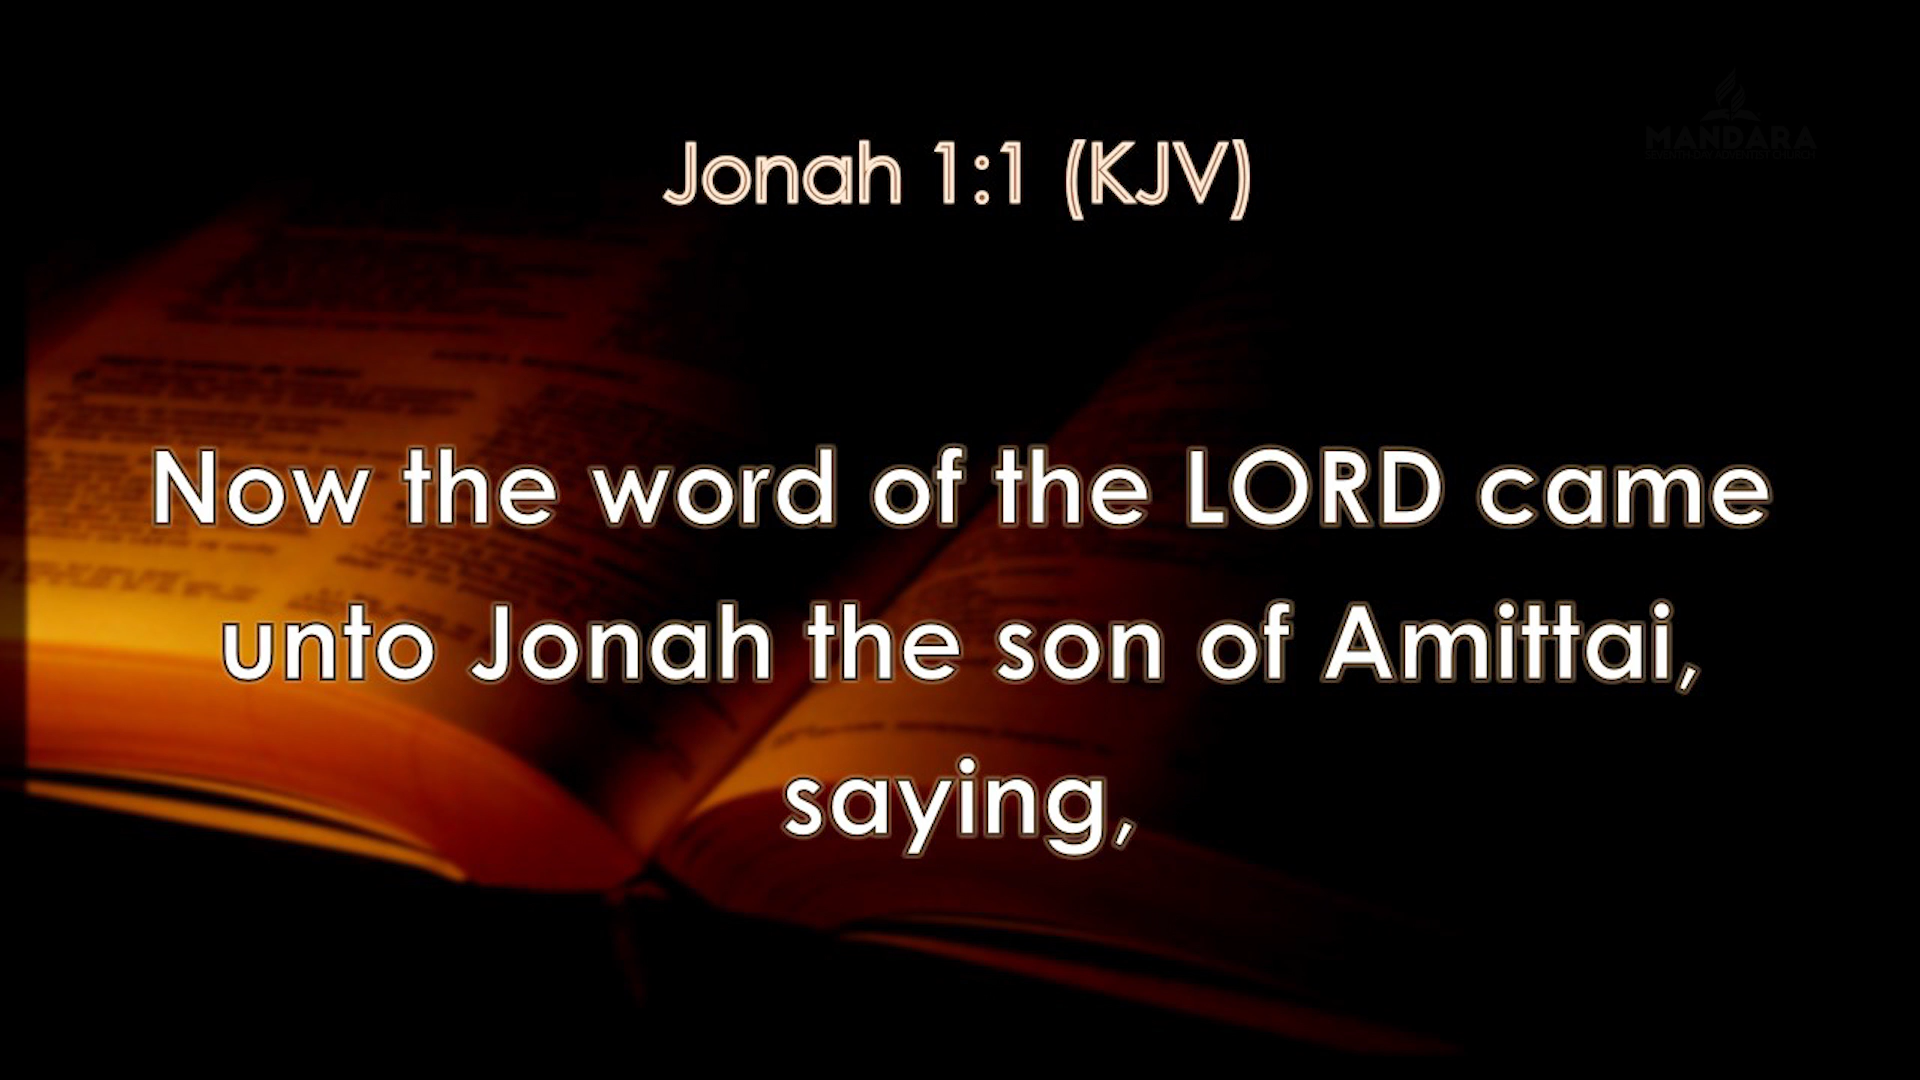 MANDARA
Jonah 1:1 (KJV)
Now the word of the LORD came
unto Jonah the son of Amittai,
saying,